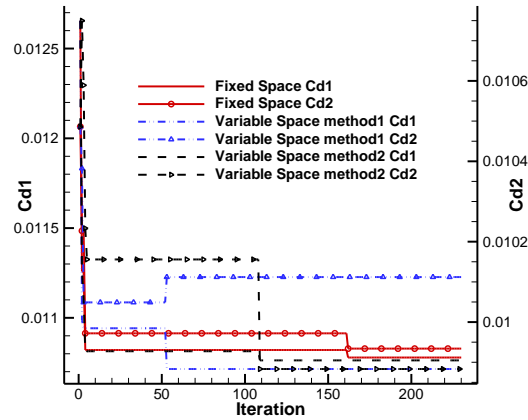 0.0125
0.012
0.0115
0.011
Cd1
0.0106
0.0104
0.0102
0.01
Cd2
Fixed Space Cd1
Fixed Space Cd2
Variable Space method1 Cd1
Variable Space method1 Cd2
Variable Space method2 Cd1
Variable Space method2 Cd2
0 50 100 150 200
Iteration